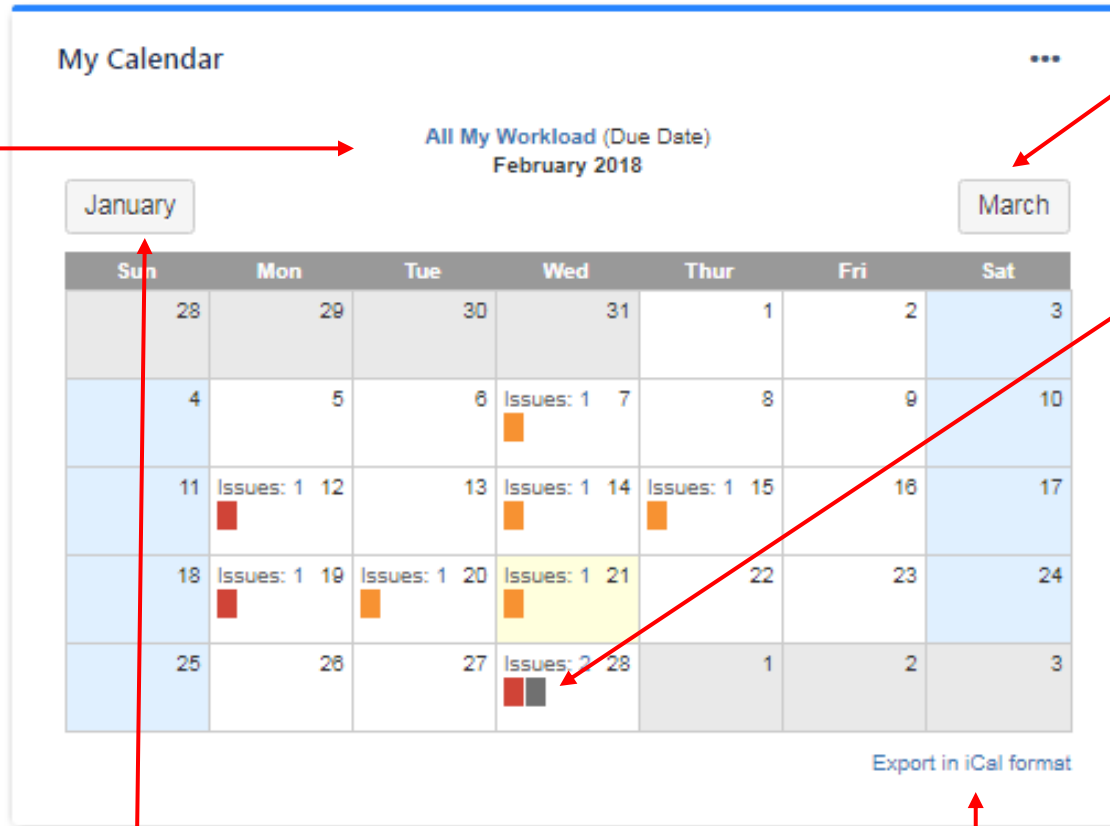 My Calendar
All My Workload (Due Date)
February 2018
January March
Sun Mon Tue Wed Thur Fri Sat
28 29 30 31 1 2 3
4 5 6 Issues: 1 7 8 9 10
11 Issues: 1 12 13 Issues: 1 14 Issues: 1 15 16 17
18 Issues: 1 19 Issues: 1 20 Issues: 1 21 22 23 24
25 26 27 Issues: 2 28 1 2 3
Export in iCal format